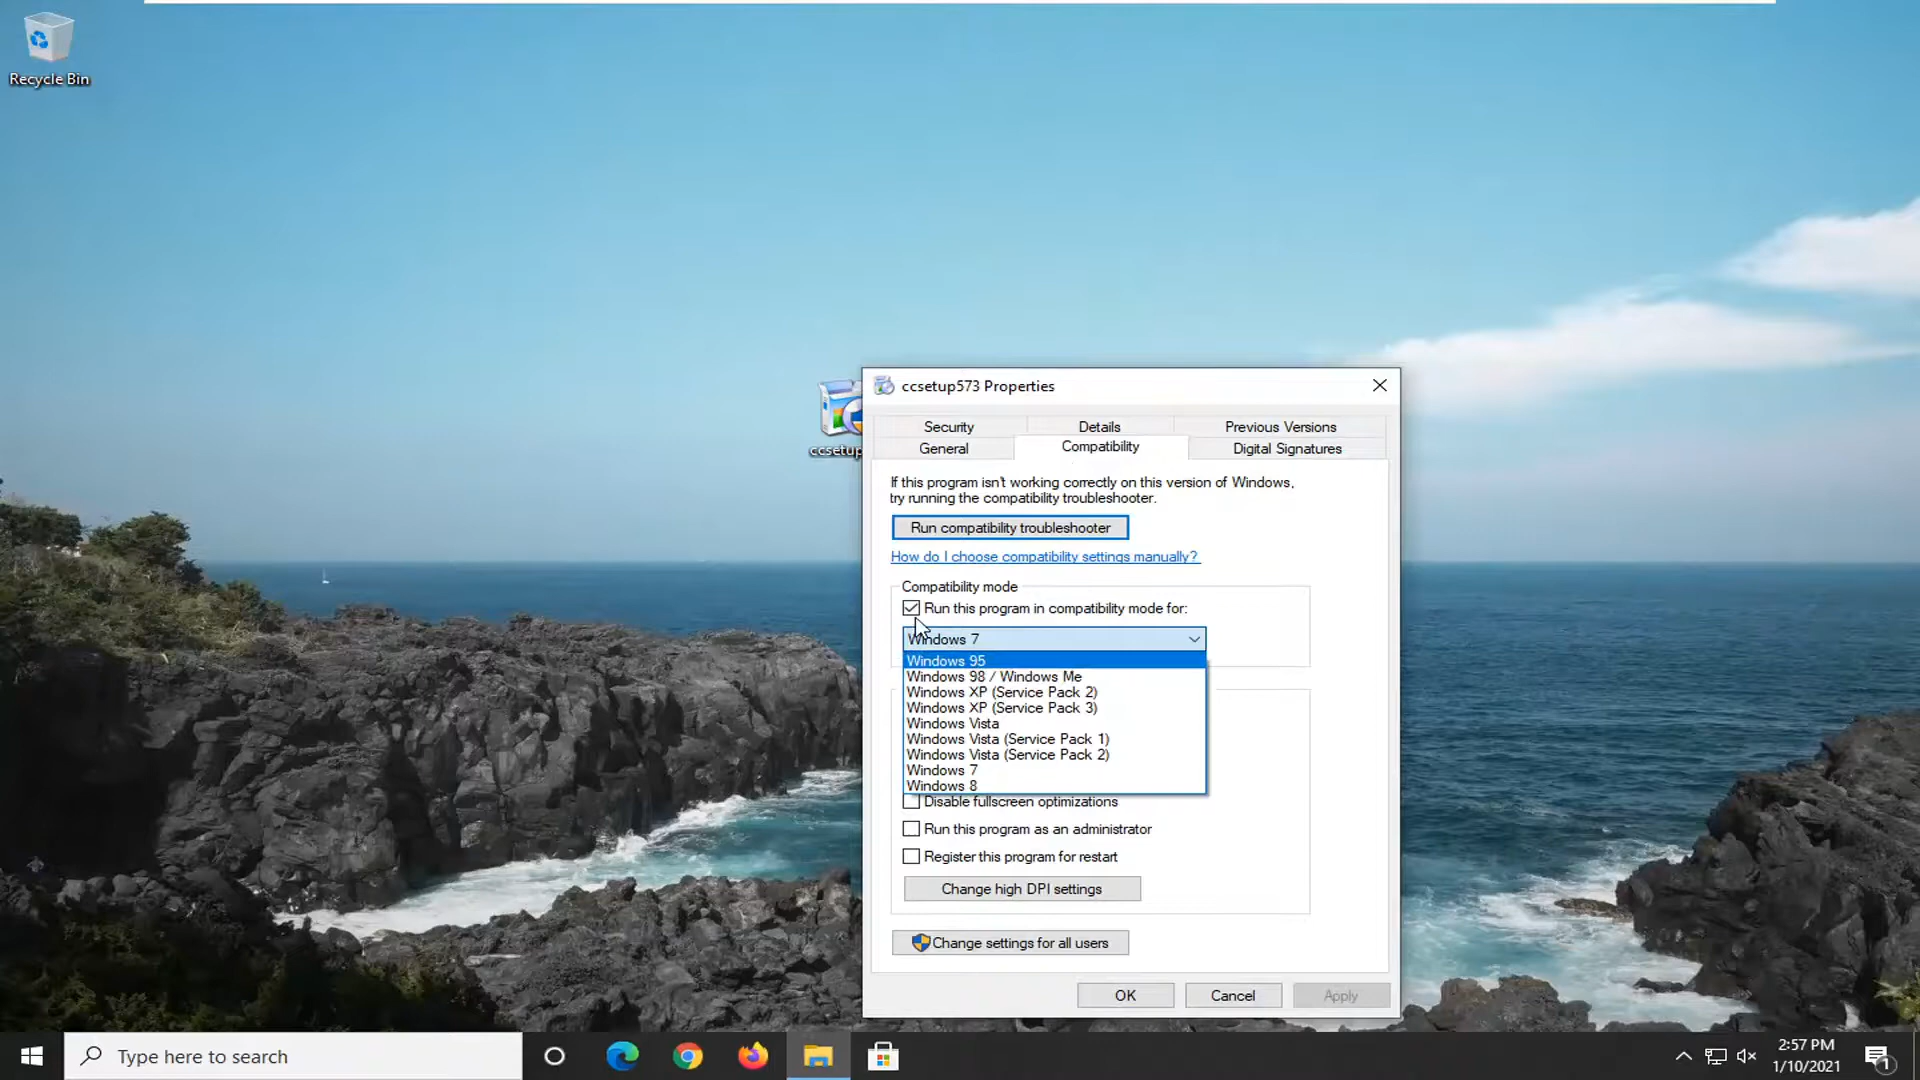 Recycle Bin
ccsetup
ccsetup573 Properties
Security Details Previous Versions
General Compatibility Digital Signatures
If this program isn't working correctly on this version of Windows,
try running the compatibility troubleshooter.
Run compatibility troubleshooter
How do I choose compatibility settings manually?
Compatibility mode
Run this program in compatibility mode for:
Windows 7
Windows 95
Windows 98 / Windows Me
Windows XP (Service Pack 2)
Windows XP (Service Pack 3)
Windows Vista
Windows Vista (Service Pack 1)
Windows Vista (Service Pack 2)
Windows 7
Windows 8
Disable fullscreen optimizations
Run this program as an administrator
Register this program for restart
Change high DPI settings
Change settings for all users
OK Cancel Apply
Type here to search
2:57 PM
1/10/2021
1